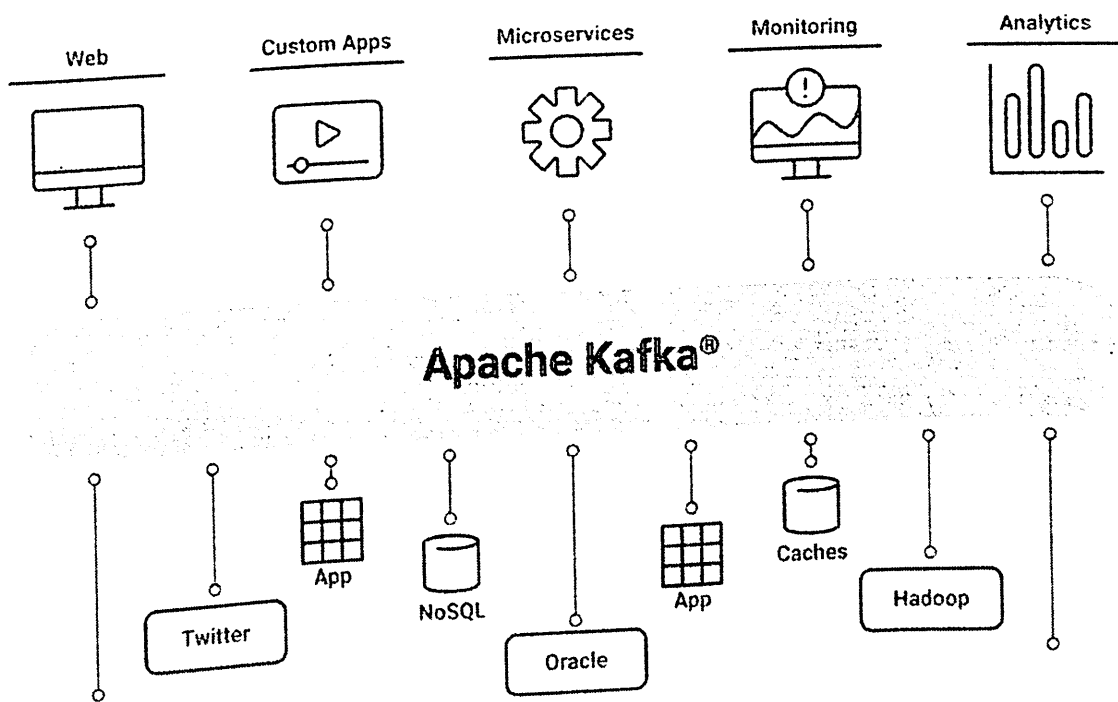 Web
Custom Apps
Microservices
Monitoring
Analytics
!
Apache Kafka®
App
NoSQL
Twitter
Oracle
App
Caches
Hadoop